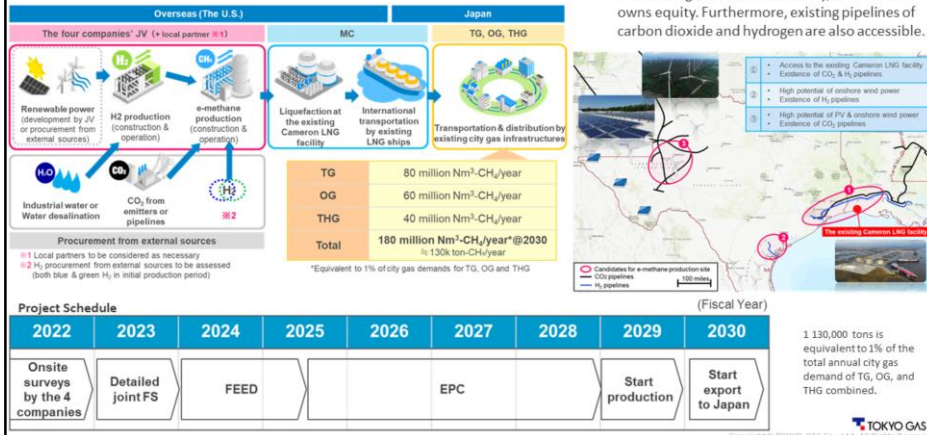 owns equity. Furthermore, existing pipelines of
carbon dioxide and hydrogen are also accessible.
Overseas (The U.S.)
Japan
The four companies' JV (+ local partner ※1)
MC
TG, OG, THG
H₂
CH₄
Renewable power
(development by JV
or procurement from
external sources)
H2 production
(construction &
operation)
e-methane
production
(construction &
operation)
Liquefaction at
the existing
Cameron LNG
facility
International
transportation
by existing
LNG ships
Transportation & distribution by
existing city gas infrastructures
H₂O
CO₂
H₂
※2
Industrial water or
Water desalination
CO₂ from
emitters or
pipelines
Procurement from external sources
※1 Local partners to be considered as necessary
※2 H₂ procurement from external sources to be assessed
(both blue & green H₂ in initial production period)
TG 80 million Nm³-CH₄/year
OG 60 million Nm³-CH₄/year
THG 40 million Nm³-CH₄/year
Total 180 million Nm³-CH₄/year*@2030
≒ 130k ton-CH₄/year
*Equivalent to 1% of city gas demands for TG, OG and THG
① • Access to the existing Cameron LNG facility
• Existence of CO₂ & H₂ pipelines
② • High potential of onshore wind power
• Existence of H₂ pipelines
③ • High potential of PV & onshore wind power
• Existence of CO₂ pipelines
3
1
2
The existing Cameron LNG facility
Candidates for e-methane production site
CO₂ pipelines
H₂ pipelines
100 miles
Project Schedule
(Fiscal Year)
2022 2023 2024 2025 2026 2027 2028 2029 2030
Onsite
surveys
by the 4
companies
Detailed
joint FS
FEED
EPC
Start
production
Start
export
to Japan
1 130,000 tons is
equivalent to 1% of the
total annual city gas
demand of TG, OG, and
THG combined.
TOKYO GAS